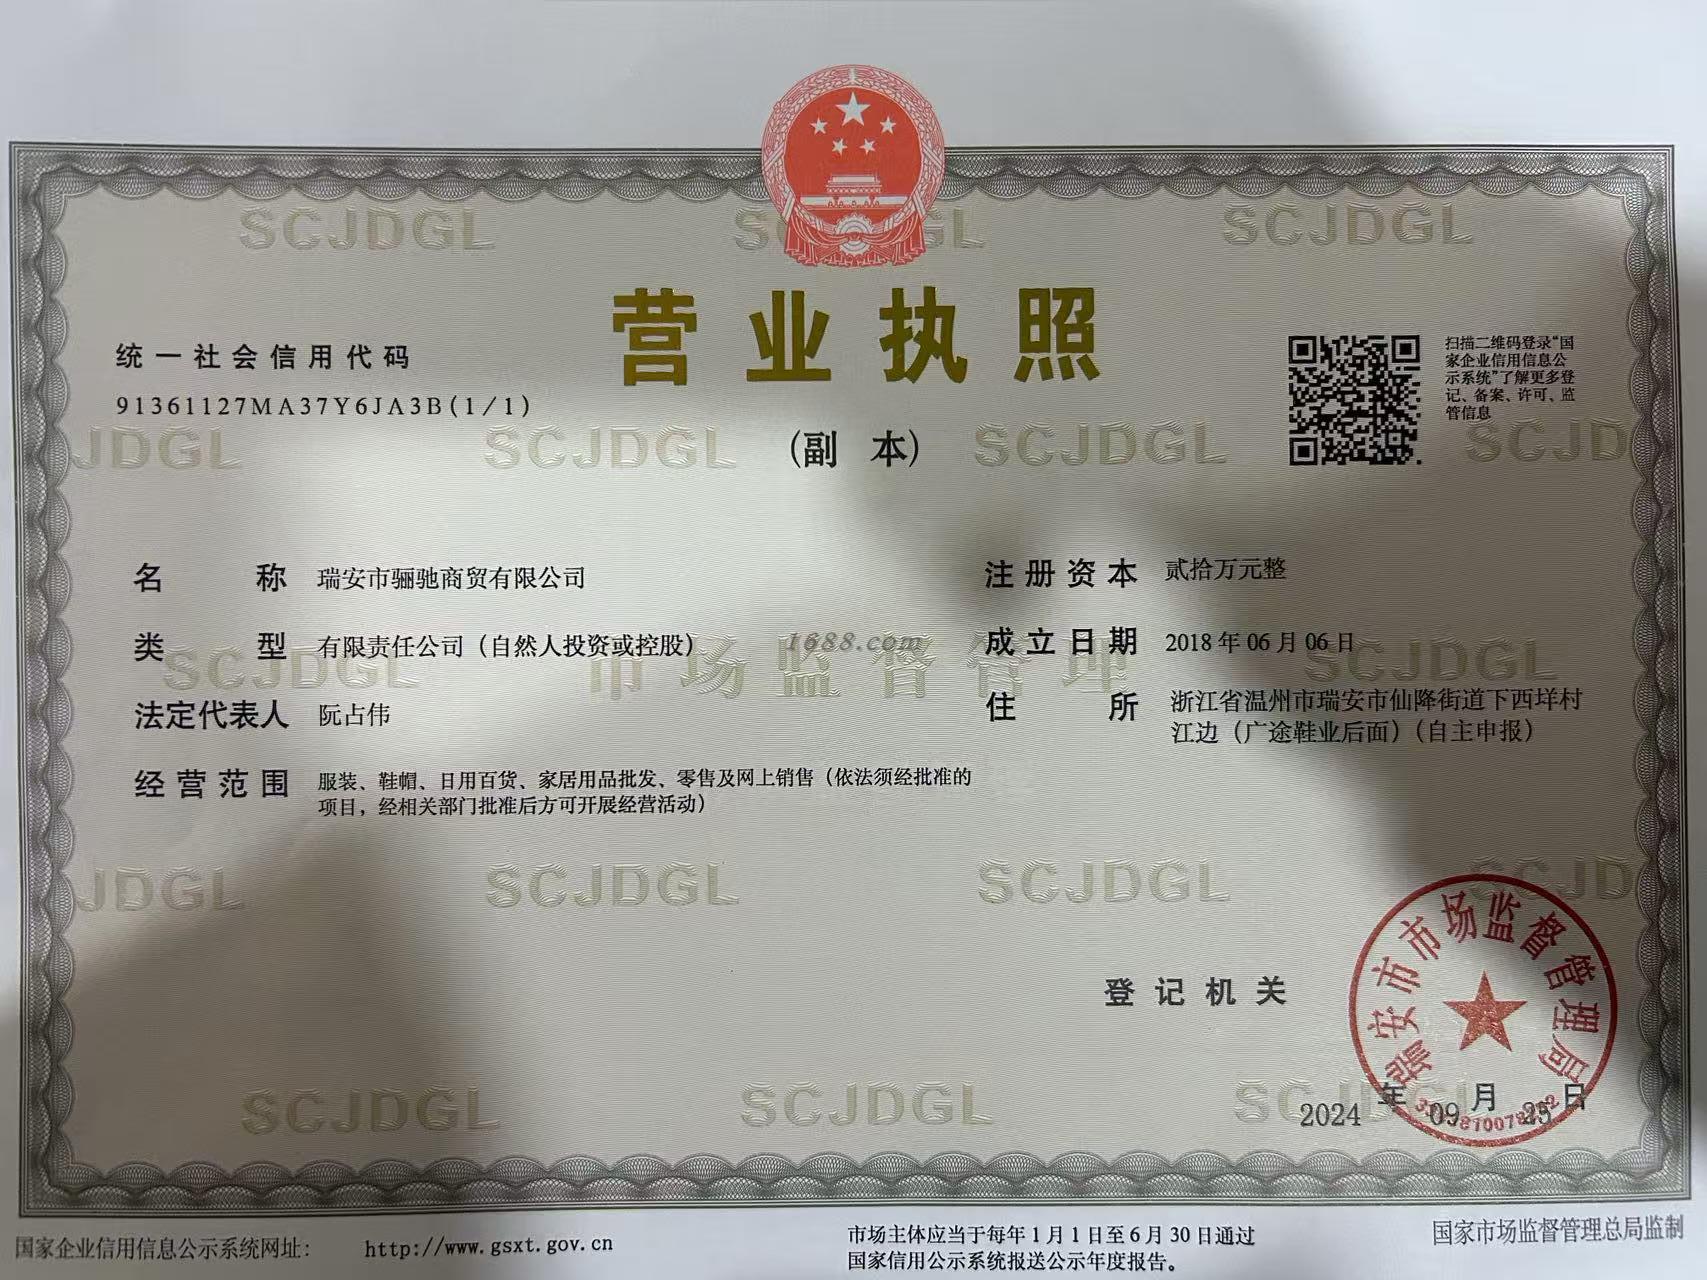 SCJDGL SCJDGL SCJDGL
营业执照
(副 本)
统一社会信用代码
91361127MA37Y6JA3B(1/1)
扫描二维码登录“国
家企业信用信息公
示系统”了解更多登
记、备案、许可、监
管信息
JDGL SCJDGL SCJDGL SCJD
名 称 瑞安市骊驰商贸有限公司
类 型 有限责任公司（自然人投资或控股）
法定代表人 阮占伟
经营范围 服装、鞋帽、日用百货、家居用品批发、零售及网上销售（依法须经批准的
项目，经相关部门批准后方可开展经营活动）
注册资本 贰拾万元整
成立日期 2018年06月06日
住 所 浙江省温州市瑞安市仙降街道下西垟村
江边（广途鞋业后面）（自主申报）
1688.com
SCJDGL 市场监督管理 SCJDGL
JDGL SCJDGL SCJDGL SCJD
登记机关
瑞安市市场监督管理局
2024年09月25日
SCJDGL SCJDGL SCJDGL
国家企业信用信息公示系统网址： http://www.gsxt.gov.cn
市场主体应当于每年1月1日至6月30日通过
国家信用公示系统报送公示年度报告。
国家市场监督管理总局监制